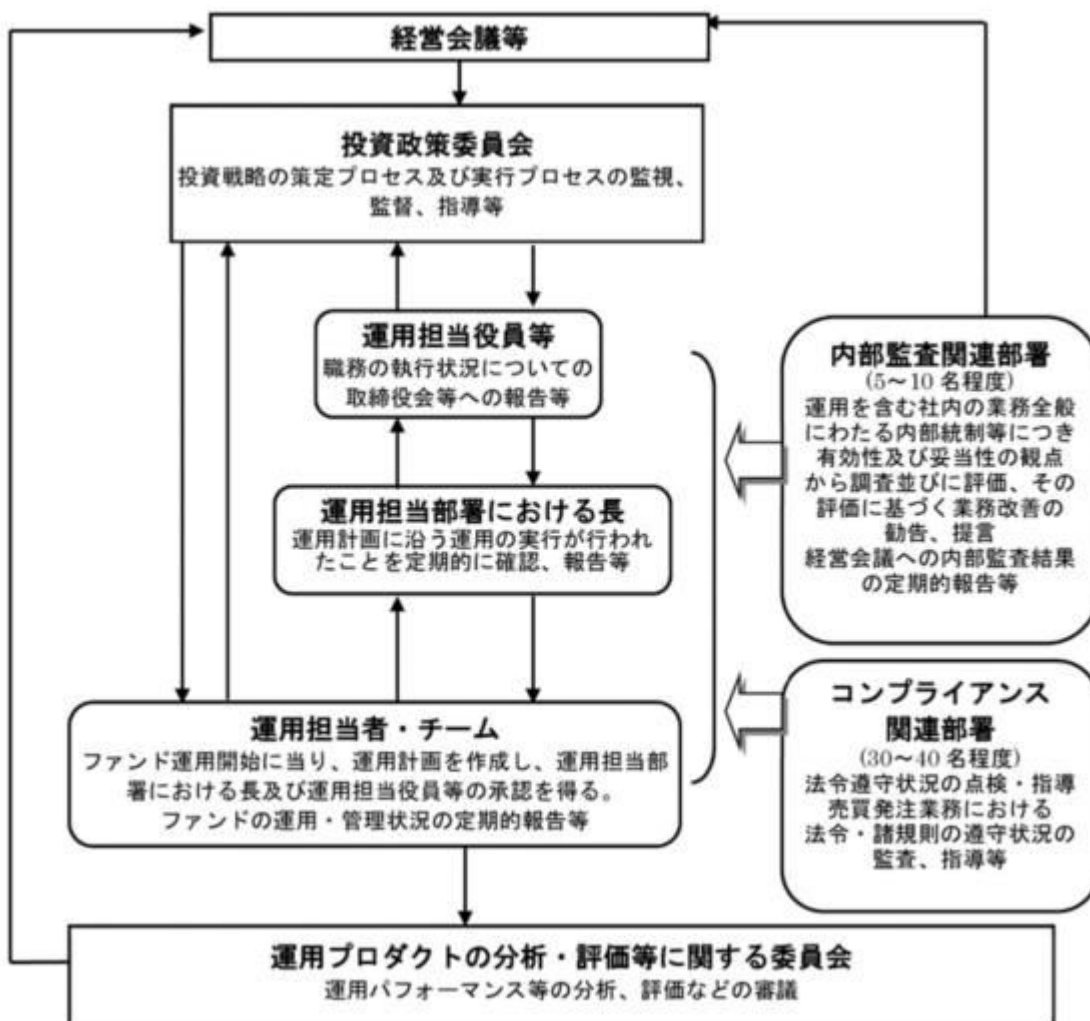 経営会議等
投資政策委員会
投資戦略の策定プロセス及び実行プロセスの監視、
監督、指導等
運用担当役員等
職務の執行状況についての
取締役会等への報告等
運用担当部署における長
運用計画に沿う運用の実行が行われ
たことを定期的に確認、報告等
運用担当者・チーム
ファンド運用開始に当り、運用計画を作成し、運用担当部
署における長及び運用担当役員等の承認を得る。
ファンドの運用・管理状況の定期的報告等
内部監査関連部署
(5～10 名程度)
運用を含む社内の業務全般
にわたる内部統制等につき
有効性及び妥当性の観点
から調査並びに評価、その
評価に基づく業務改善の
勧告、提言
経営会議への内部監査結果
の定期的報告等
コンプライアンス
関連部署
(30～40 名程度)
法令遵守状況の点検・指導
売買発注業務における
法令・諸規則の遵守状況の
監査、指導等
運用プロダクトの分析・評価等に関する委員会
運用パフォーマンス等の分析、評価などの審議